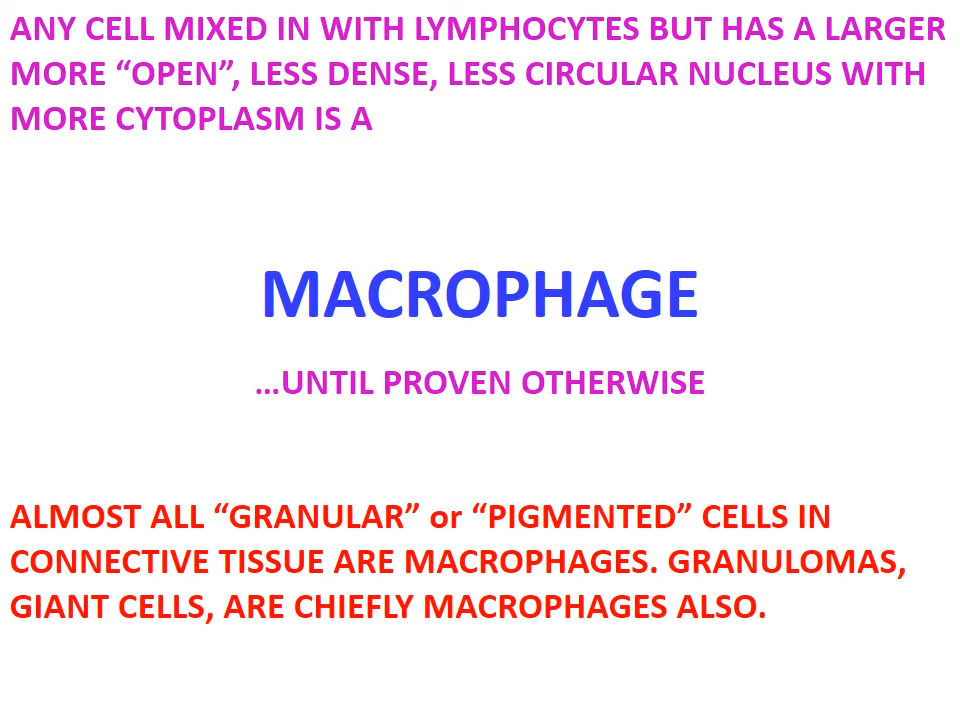 ANY CELL MIXED IN WITH LYMPHOCYTES BUT HAS A LARGER
MORE “OPEN”, LESS DENSE, LESS CIRCULAR NUCLEUS WITH
MORE CYTOPLASM IS A
MACROPHAGE
…UNTIL PROVEN OTHERWISE
ALMOST ALL “GRANULAR” or “PIGMENTED” CELLS IN
CONNECTIVE TISSUE ARE MACROPHAGES. GRANULOMAS,
GIANT CELLS, ARE CHIEFLY MACROPHAGES ALSO.